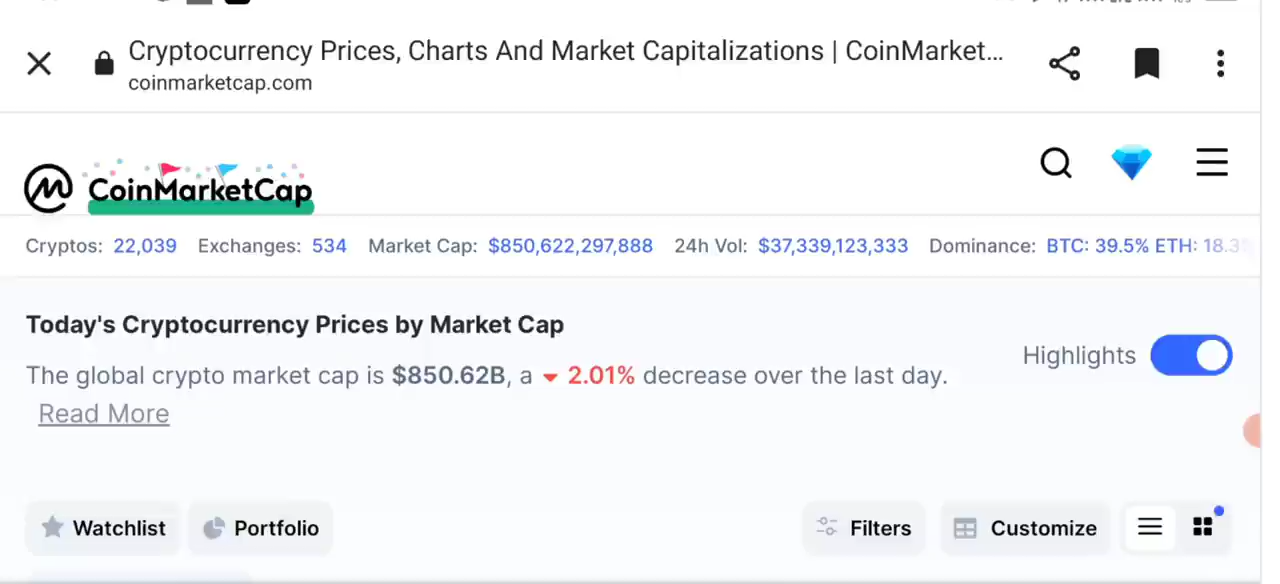 Cryptocurrency Prices, Charts And Market Capitalizations | CoinMarket...
coinmarketcap.com
CoinMarketCap
Cryptos: 22,039 Exchanges: 534 Market Cap: $850,622,297,888 24h Vol: $37,339,123,333 Dominance: BTC: 39.5% ETH: 18.3%
Today's Cryptocurrency Prices by Market Cap
Highlights
The global crypto market cap is $850.62B, a 2.01% decrease over the last day.
Read More
Watchlist Portfolio Filters Customize